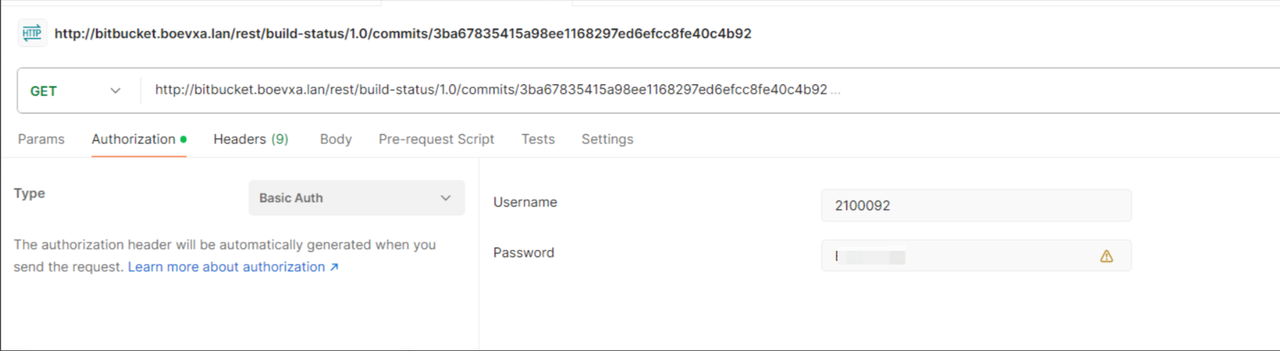 HTTP
http://bitbucket.boevxa.lan/rest/build-status/1.0/commits/3ba67835415a98ee1168297ed6efcc8fe40c4b92
GET http://bitbucket.boevxa.lan/rest/build-status/1.0/commits/3ba67835415a98ee1168297ed6efcc8fe40c4b92 ...
Params Authorization Headers (9) Body Pre-request Script Tests Settings
Type Basic Auth
Username 2100092
The authorization header will be automatically generated when you
send the request. Learn more about authorization ↗
Password